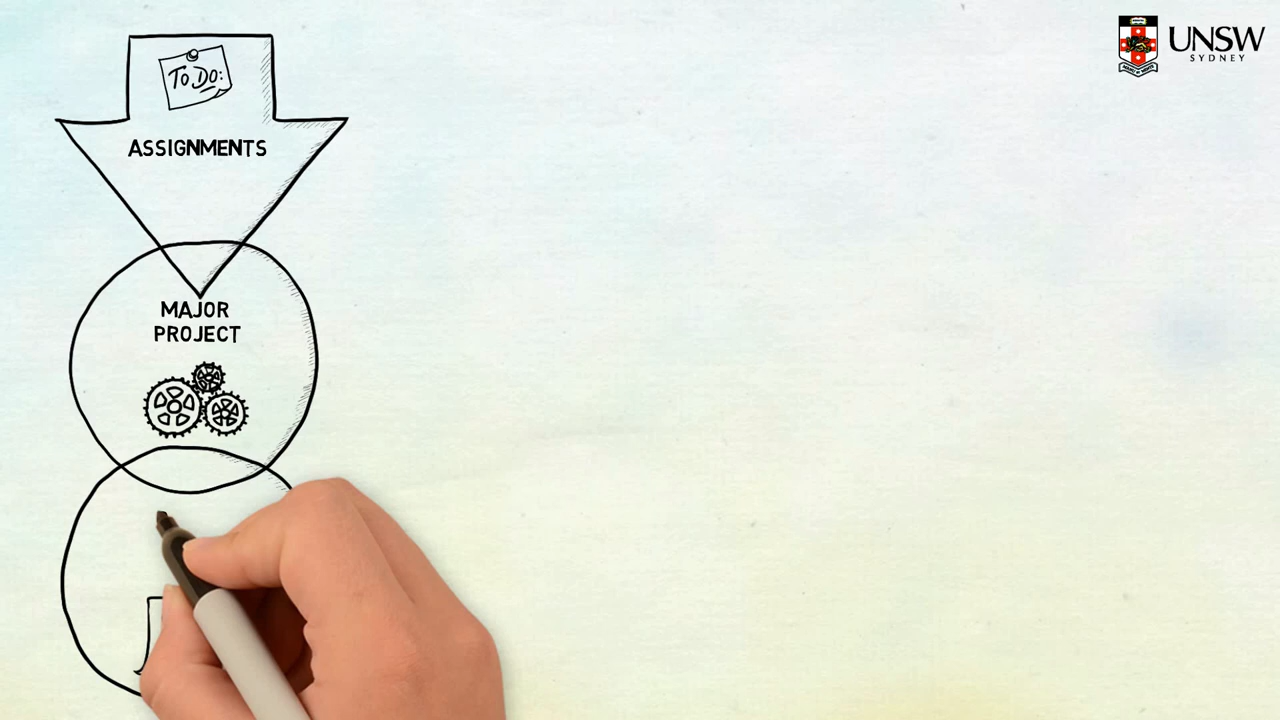 To Do:
ASSIGNMENTS
MAJOR
PROJECT
UNSW
SYDNEY